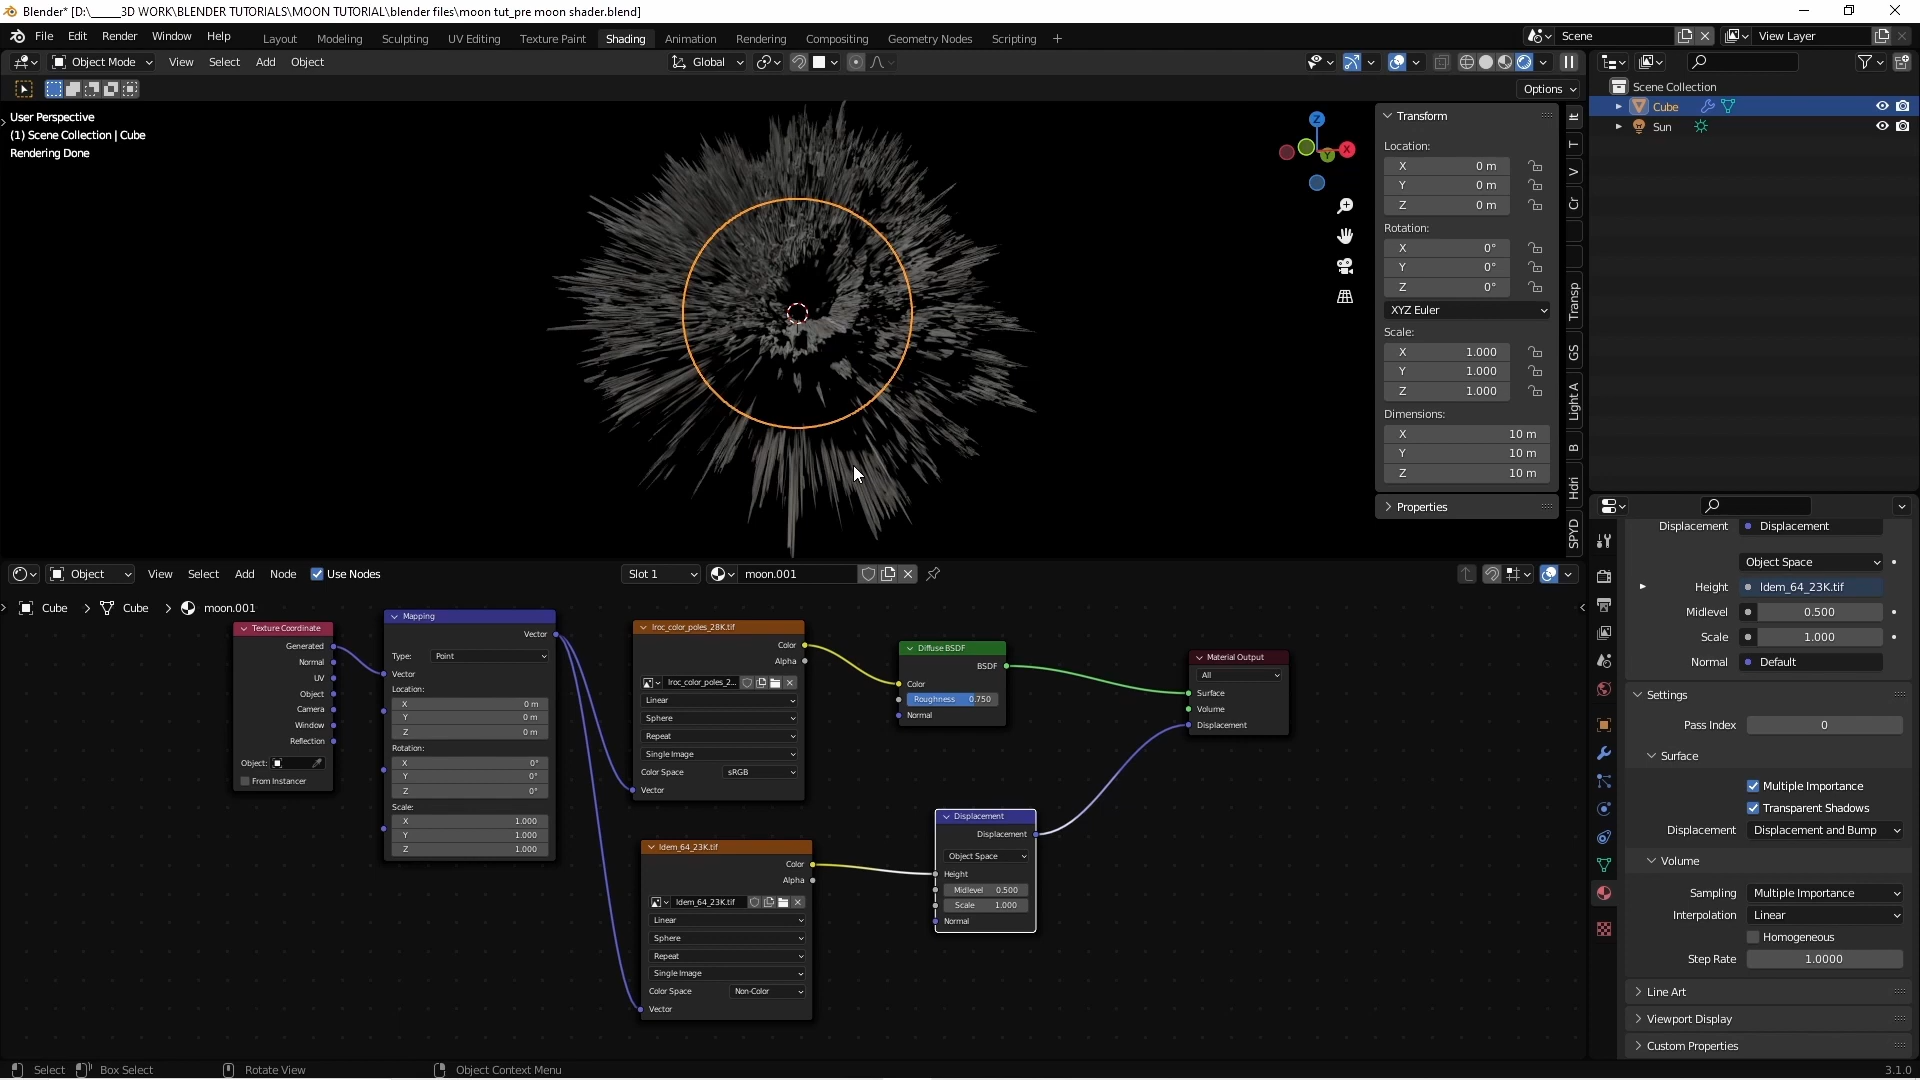 Blender* [D:\_____3D WORK\BLENDER TUTORIALS\MOON TUTORIAL\blender files\moon tut_pre moon shader.blend]
File Edit Render Window Help Layout Modeling Sculpting UV Editing Texture Paint Shading Animation Rendering Compositing Geometry Nodes Scripting + Scene View Layer
Object Mode View Select Add Object Global
Options
User Perspective
(1) Scene Collection | Cube
Rendering Done
Z
X
Y
Transform
Location:
X 0 m
Y 0 m
Z 0 m
Rotation:
X 0°
Y 0°
Z 0°
XYZ Euler
Scale:
X 1.000
Y 1.000
Z 1.000
Dimensions:
X 10 m
Y 10 m
Z 10 m
Properties
It
T
V
Cr
Transp
GS
Light A
B
Hdri
SPYD
Scene Collection
Cube
Sun
Object View Select Add Node Use Nodes Slot 1 moon.001
Cube Cube moon.001
Texture Coordinate
Generated
Normal
UV
Object
Camera
Window
Reflection
Object:
From Instancer
Mapping
Vector
Type: Point
Vector
Location:
X 0 m
Y 0 m
Z 0 m
Rotation:
X 0°
Y 0°
Z 0°
Scale:
X 1.000
Y 1.000
Z 1.000
lroc_color_poles_28K.tif
Color
Alpha
lroc_color_poles_2...
Linear
Sphere
Repeat
Single Image
Color Space sRGB
Vector
ldem_64_23K.tif
Color
Alpha
ldem_64_23K.tif
Linear
Sphere
Repeat
Single Image
Color Space Non-Color
Vector
Diffuse BSDF
BSDF
Color
Roughness 0.750
Normal
Displacement
Displacement
Object Space
Height
Midlevel 0.500
Scale 1.000
Normal
Material Output
All
Surface
Volume
Displacement
Displacement Displacement
Object Space
Height ldem_64_23K.tif
Midlevel 0.500
Scale 1.000
Normal Default
Settings
Pass Index 0
Surface
Multiple Importance
Transparent Shadows
Displacement Displacement and Bump
Volume
Sampling Multiple Importance
Interpolation Linear
Homogeneous
Step Rate 1.0000
Line Art
Viewport Display
Custom Properties
Select Box Select Rotate View Object Context Menu 3.1.0